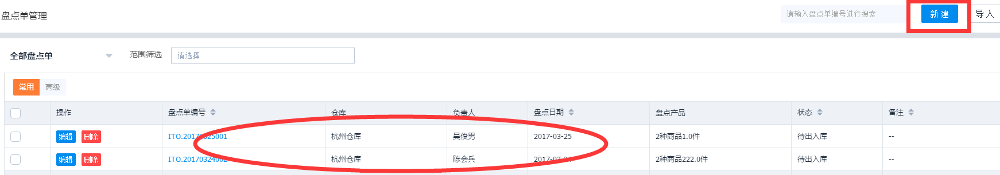 盘点单管理
请输入盘点单编号进行搜索
新建
导入
全部盘点单
范围筛选
请选择
常用
高级
操作 盘点单编号 仓库 负责人 盘点日期 盘点产品 状态 备注
编辑 删除 ITO.20170325001 杭州仓库 吴俊男 2017-03-25 2种商品1.0件 待出入库 --
编辑 删除 ITO.20170324002 杭州仓库 陈会兵 2017-03-24 2种商品222.0件 待出入库 --